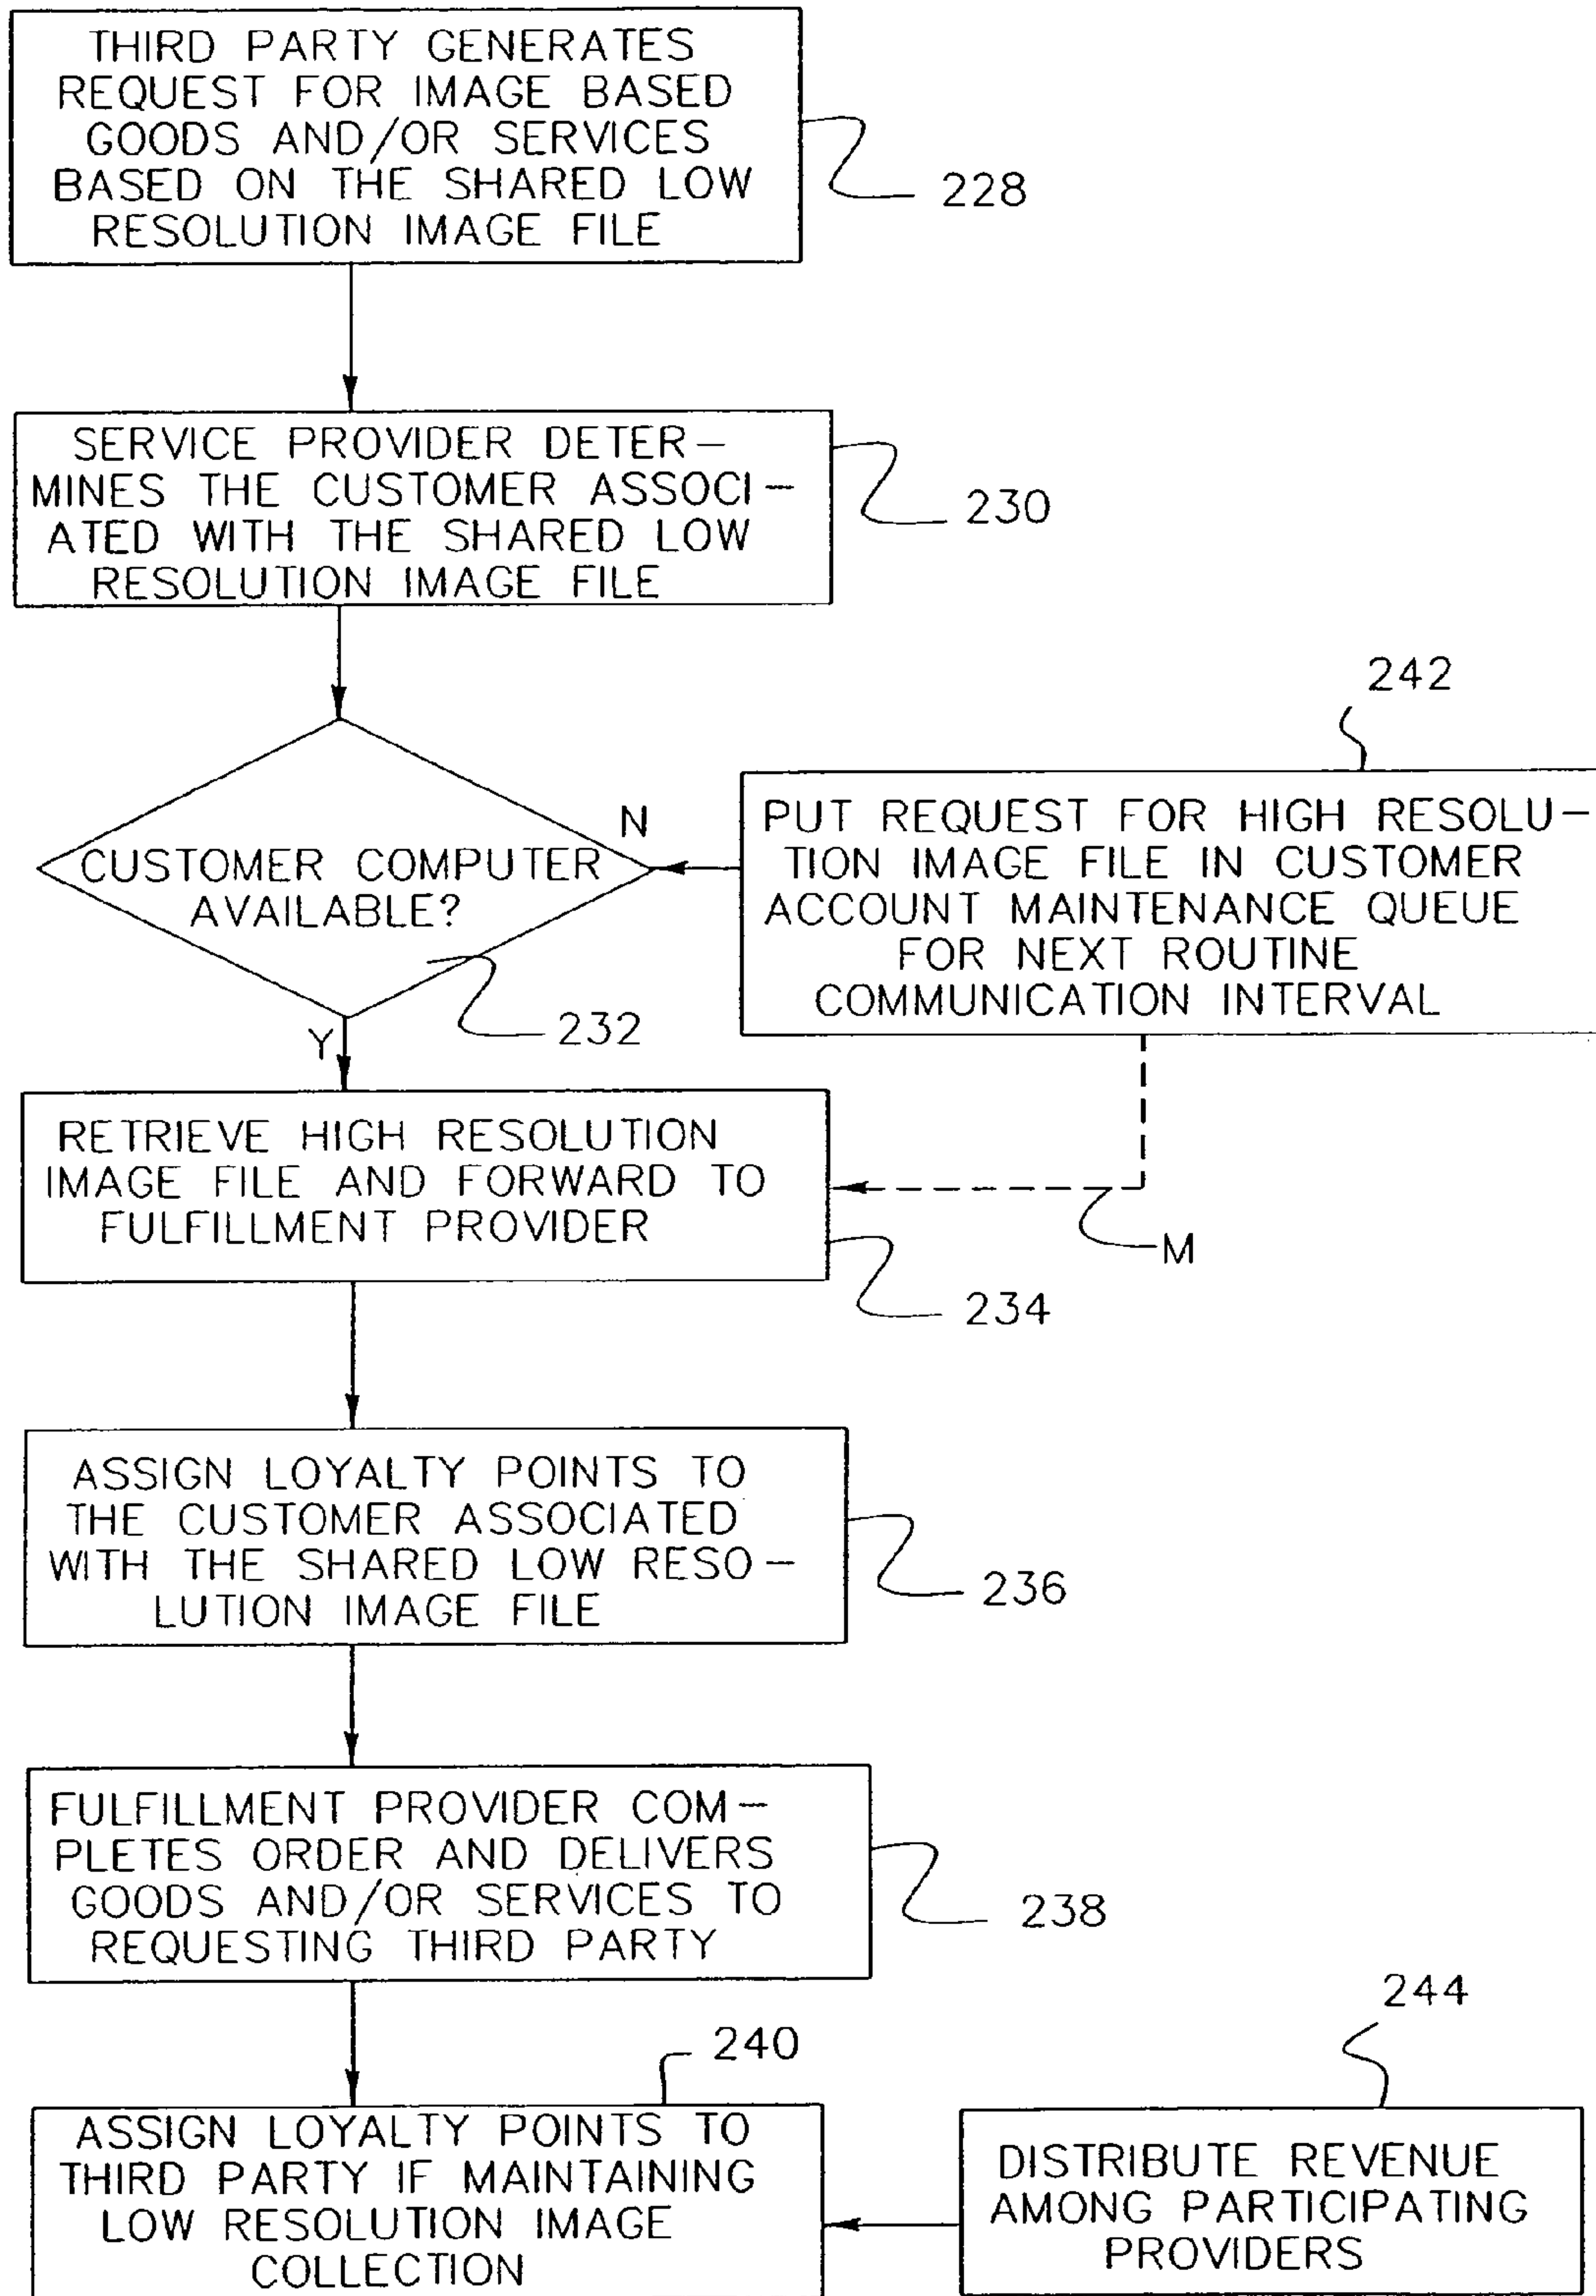 THIRD PARTY GENERATES
REQUEST FOR IMAGE BASED
GOODS AND/OR SERVICES
BASED ON THE SHARED LOW
RESOLUTION IMAGE FILE
228
SERVICE PROVIDER DETER-
MINES THE CUSTOMER ASSOCI-
ATED WITH THE SHARED LOW
RESOLUTION IMAGE FILE
230
242
N
CUSTOMER COMPUTER
AVAILABLE?
232
Y
PUT REQUEST FOR HIGH RESOLU-
TION IMAGE FILE IN CUSTOMER
ACCOUNT MAINTENANCE QUEUE
FOR NEXT ROUTINE
COMMUNICATION INTERVAL
RETRIEVE HIGH RESOLUTION
IMAGE FILE AND FORWARD TO
FULFILLMENT PROVIDER
M
234
ASSIGN LOYALTY POINTS TO
THE CUSTOMER ASSOCIATED
WITH THE SHARED LOW RESO-
LUTION IMAGE FILE
236
FULFILLMENT PROVIDER COM-
PLETES ORDER AND DELIVERS
GOODS AND/OR SERVICES TO
REQUESTING THIRD PARTY
238
240
244
ASSIGN LOYALTY POINTS TO
THIRD PARTY IF MAINTAINING
LOW RESOLUTION IMAGE
COLLECTION
DISTRIBUTE REVENUE
AMONG PARTICIPATING
PROVIDERS